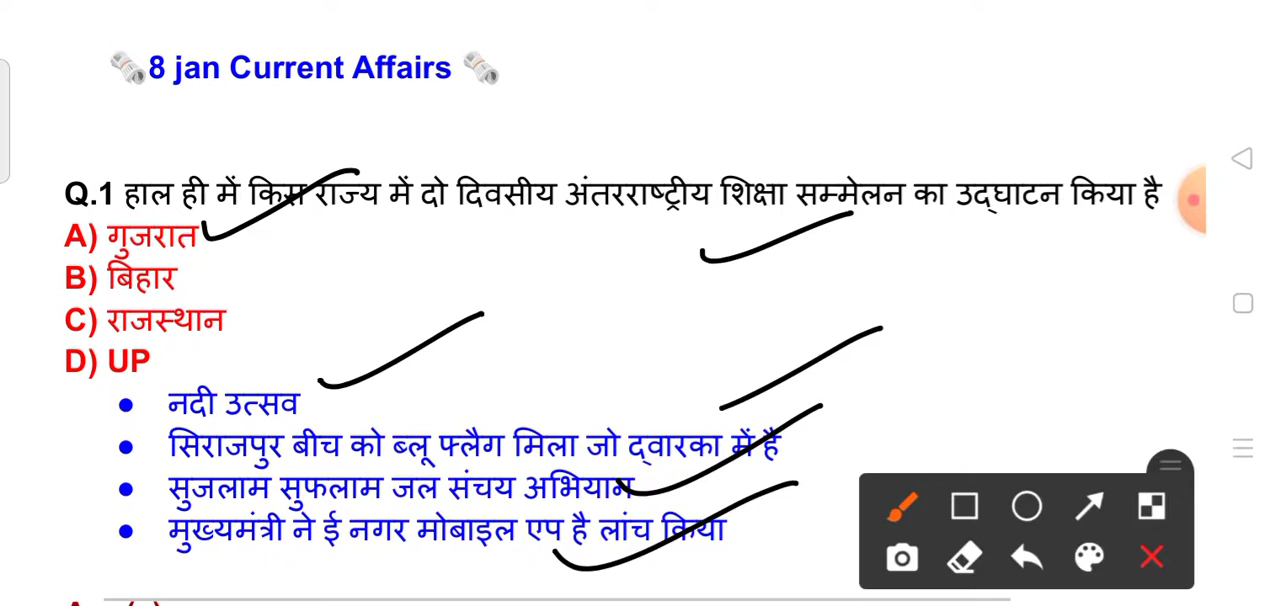 8 jan Current Affairs
Q.1 हाल ही में किस राज्य में दो दिवसीय अंतरराष्ट्रीय शिक्षा सम्मेलन का उद्घाटन किया है
A) गुजरात
B) बिहार
C) राजस्थान
D) UP
● नदी उत्सव
● सिराजपुर बीच को ब्लू फ्लैग मिला जो द्वारका में है
● सुजलाम सुफलाम जल संचय अभियान
● मुख्यमंत्री ने ई नगर मोबाइल एप है लांच किया